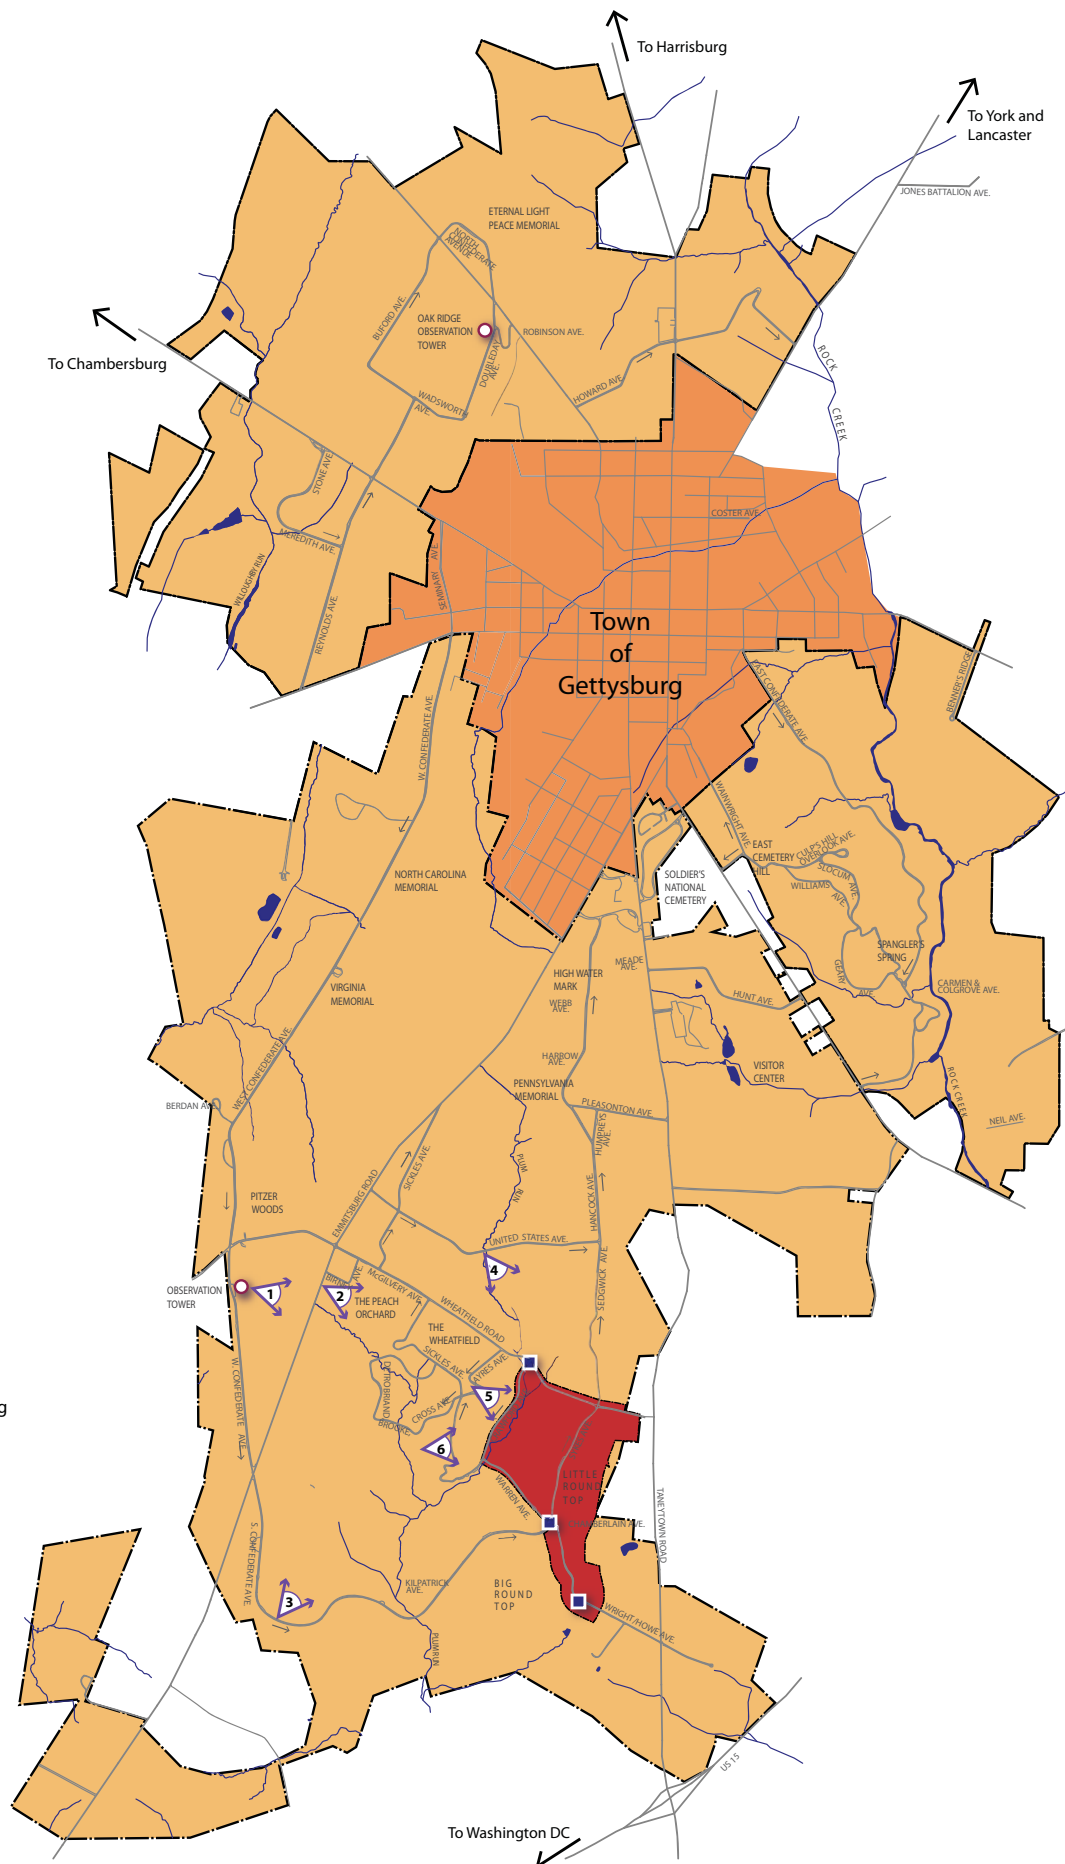 To Harrisburg
To York and
Lancaster
JONES BATTALION AVE.
ETERNAL LIGHT
PEACE MEMORIAL
NORTH
CONFEDERATE
AVENUE
BUFORD AVE.
OAK RIDGE
OBSERVATION
TOWER
ROBINSON AVE.
DOUBLEDAY
AVE.
To Chambersburg
ROCK
CREEK
HOWARD AVE.
WADSWORTH
AVE.
STONE AVE.
COSTER AVE.
MEREDITH AVE.
SEMINARY AVE.
WILLOUGHBY RUN
REYNOLDS AVE.
Town
of
Gettysburg
EAST CONFEDERATE AVE
BENNER'S RIDGE
W. CONFEDERATE AVE.
WAINWRIGHT AVE.
EAST
CEMETERY
HILL
CULP'S HILL
OVERLOOK AVE.
SLOCUM
AVE.
WILLIAMS
AVE.
NORTH CAROLINA
MEMORIAL
SOLDIER'S
NATIONAL
CEMETERY
SPANGLER'S
SPRING
GEARY
AVE.
MEADE
AVE.
HIGH WATER
MARK
CARMEN &
COLGROVE AVE.
VIRGINIA
MEMORIAL
WEBB
AVE.
HUNT AVE.
WEST CONFEDERATE AVE.
HARROW
AVE.
VISITOR
CENTER
PENNSYLVANIA
MEMORIAL
ROCK CREEK
BERDAN AVE.
PLEASONTON AVE.
HUMPHREYS
AVE.
NEIL AVE.
PLUM
RUN
SICKLES AVE.
EMMITSBURG ROAD
PITZER
WOODS
HANCOCK AVE.
UNITED STATES AVE.
SEDGWICK AVE
4
OBSERVATION
TOWER
1
2
BIRNEY AVE.
McGILVERY AVE.
THE PEACH
ORCHARD
WHEATFIELD ROAD
THE
WHEATFIELD
SICKLES AVE
AYRES AVE.
W. CONFEDERATE AVE.
DETROBRIAND
5
CROSS AVE.
BROOKE
6
g
LITTLE
ROUND
TOP
WARREN AVE.
TANEYTOWN ROAD
S. CONFEDERATE AVE.
KILPATRICK
AVE.
BIG
ROUND
TOP
3
WRIGHT/HOWE AVE.
PLUM RUN
US 15
To Washington DC